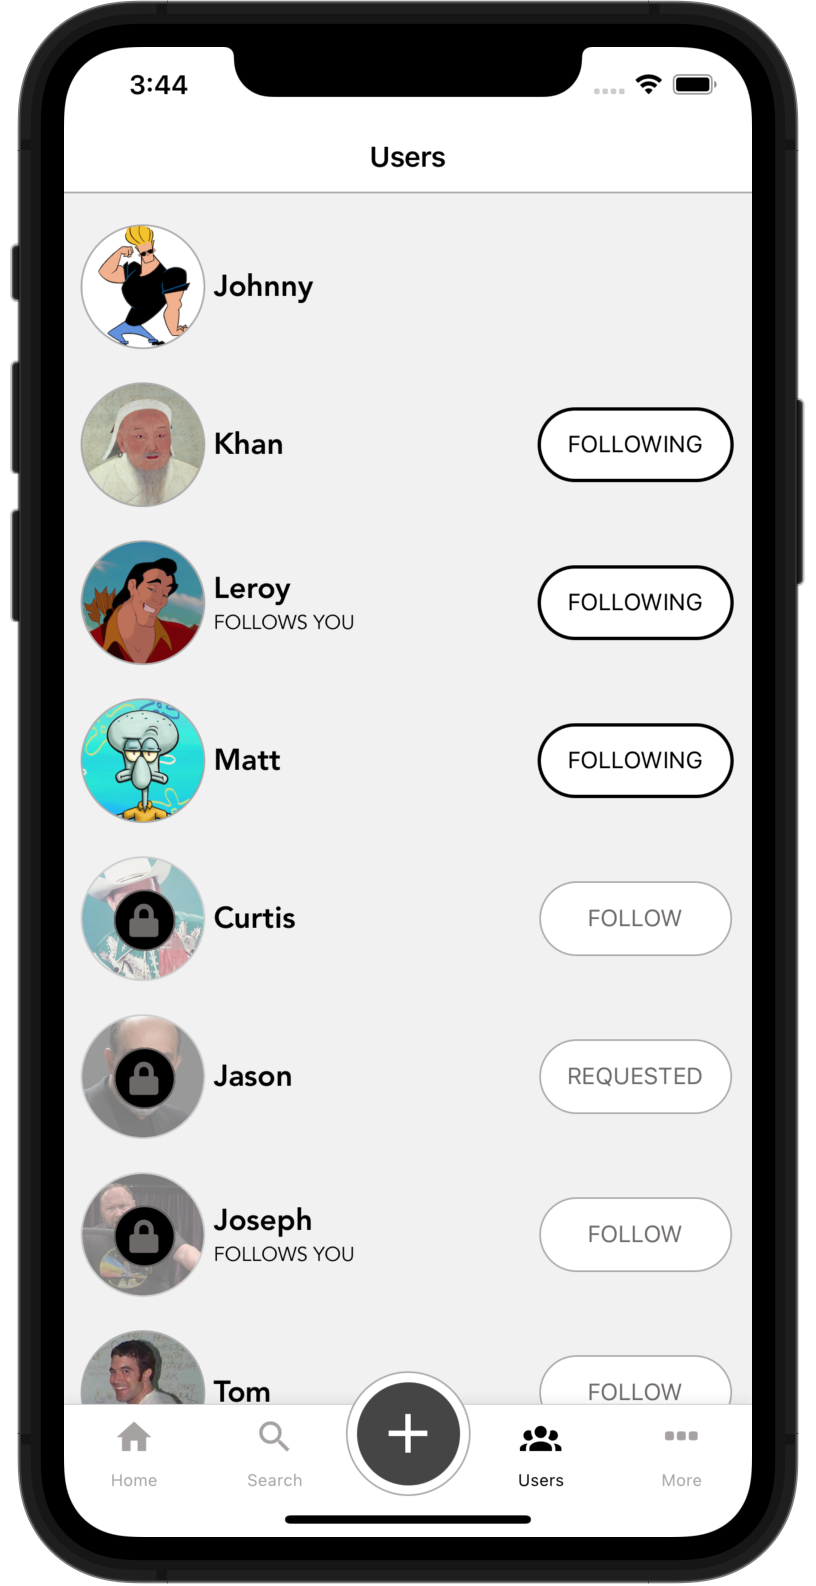 3:44
Users
Johnny
Khan
FOLLOWING
Leroy
FOLLOWS YOU
FOLLOWING
Matt
FOLLOWING
Curtis
FOLLOW
Jason
REQUESTED
Joseph
FOLLOWS YOU
FOLLOW
Tom
FOLLOW
Home
Search
Users
More